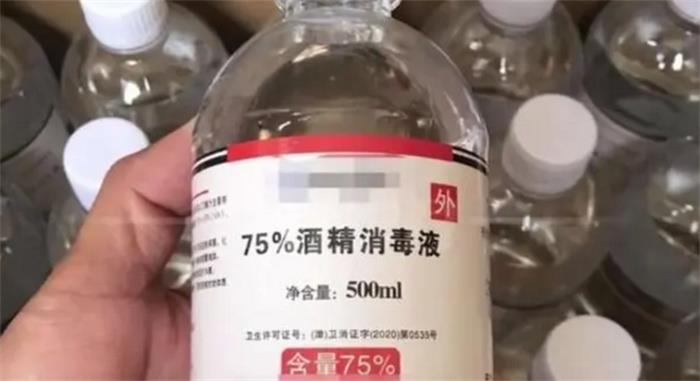 外
75%酒精消毒液
净含量：500ml
卫生许可证号：(津)卫消证字(2020)第0535号
含量75%